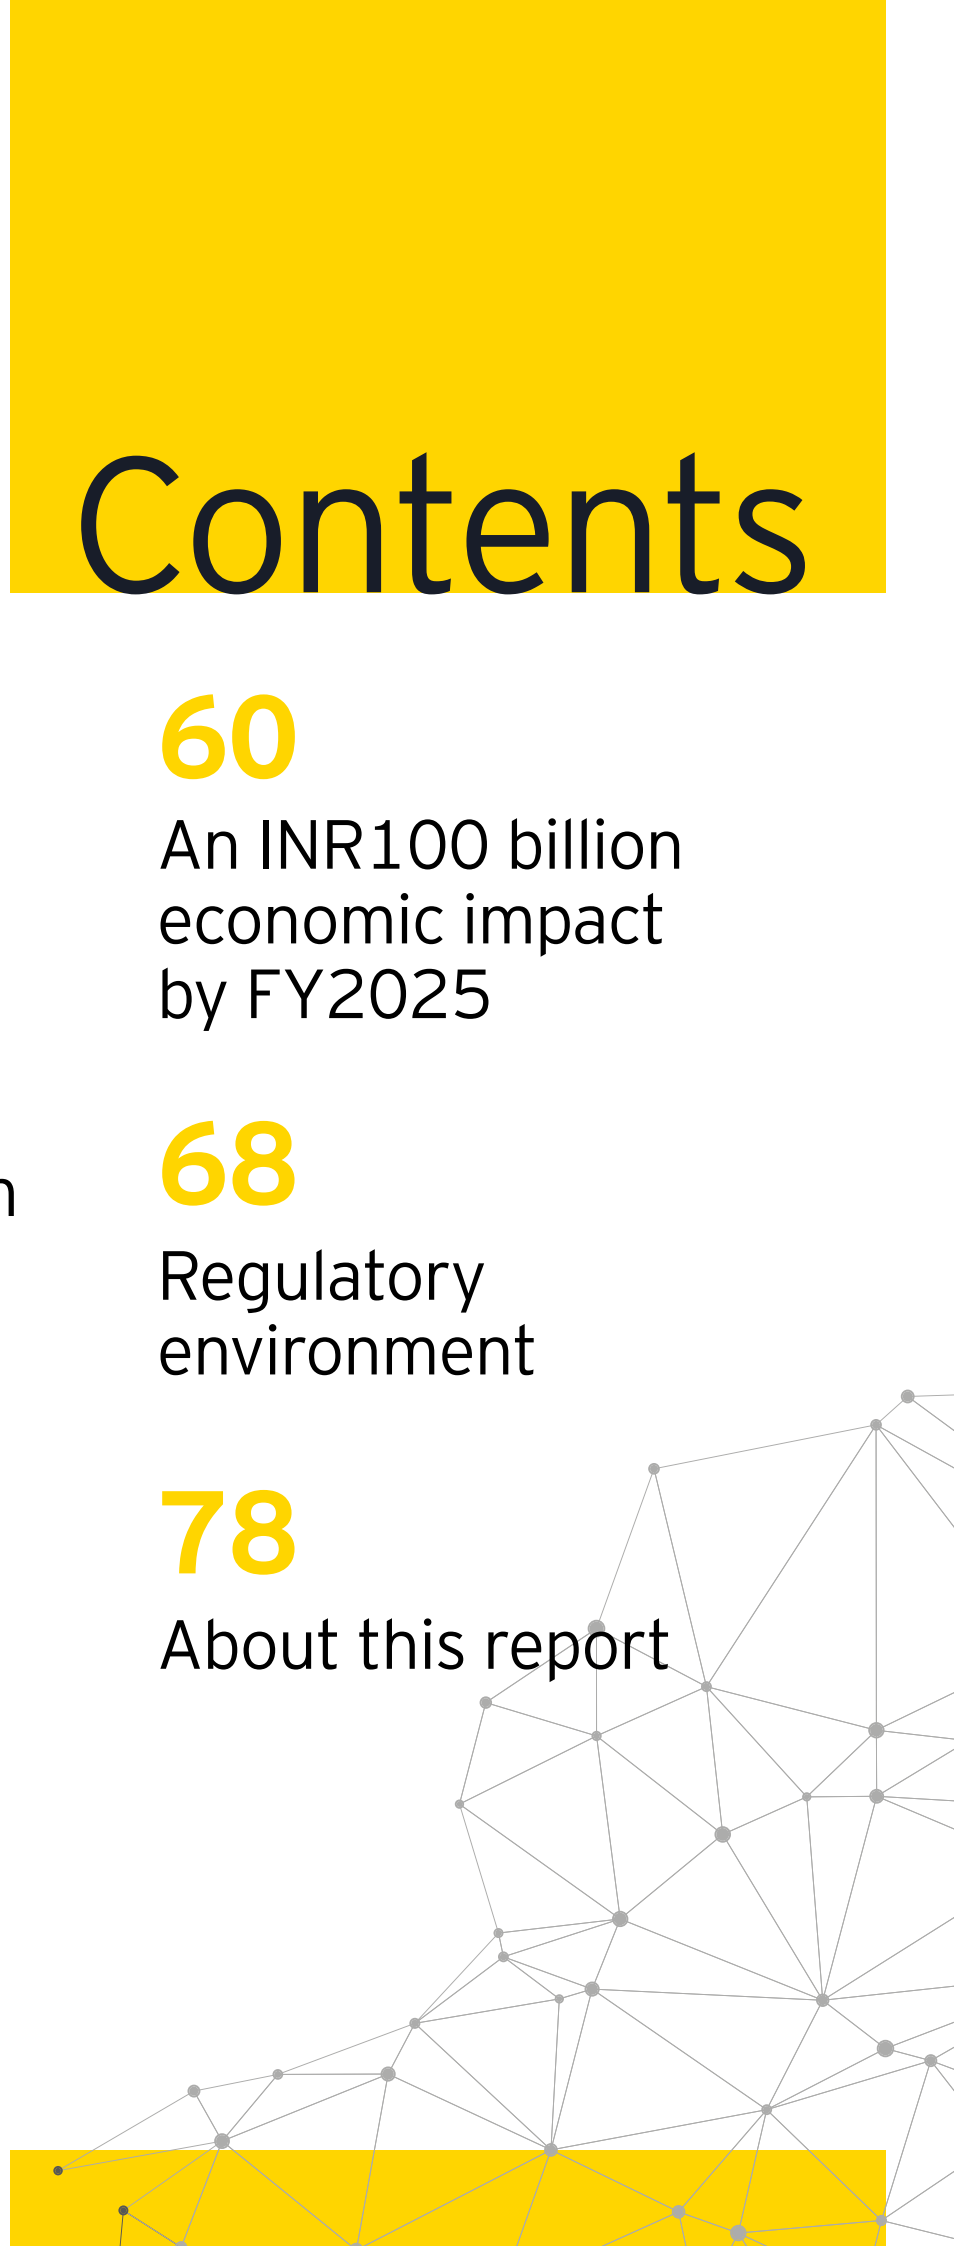 Contents
60
An INR100 billion
economic impact
by FY2025
68
Regulatory
environment
78
About this report